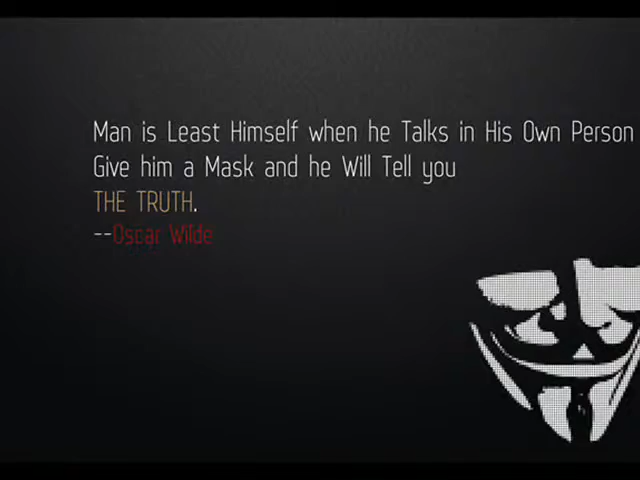 Man is Least Himself when he Talks in His Own Person
Give him a Mask and he Will Tell you
THE TRUTH.
--Oscar Wilde